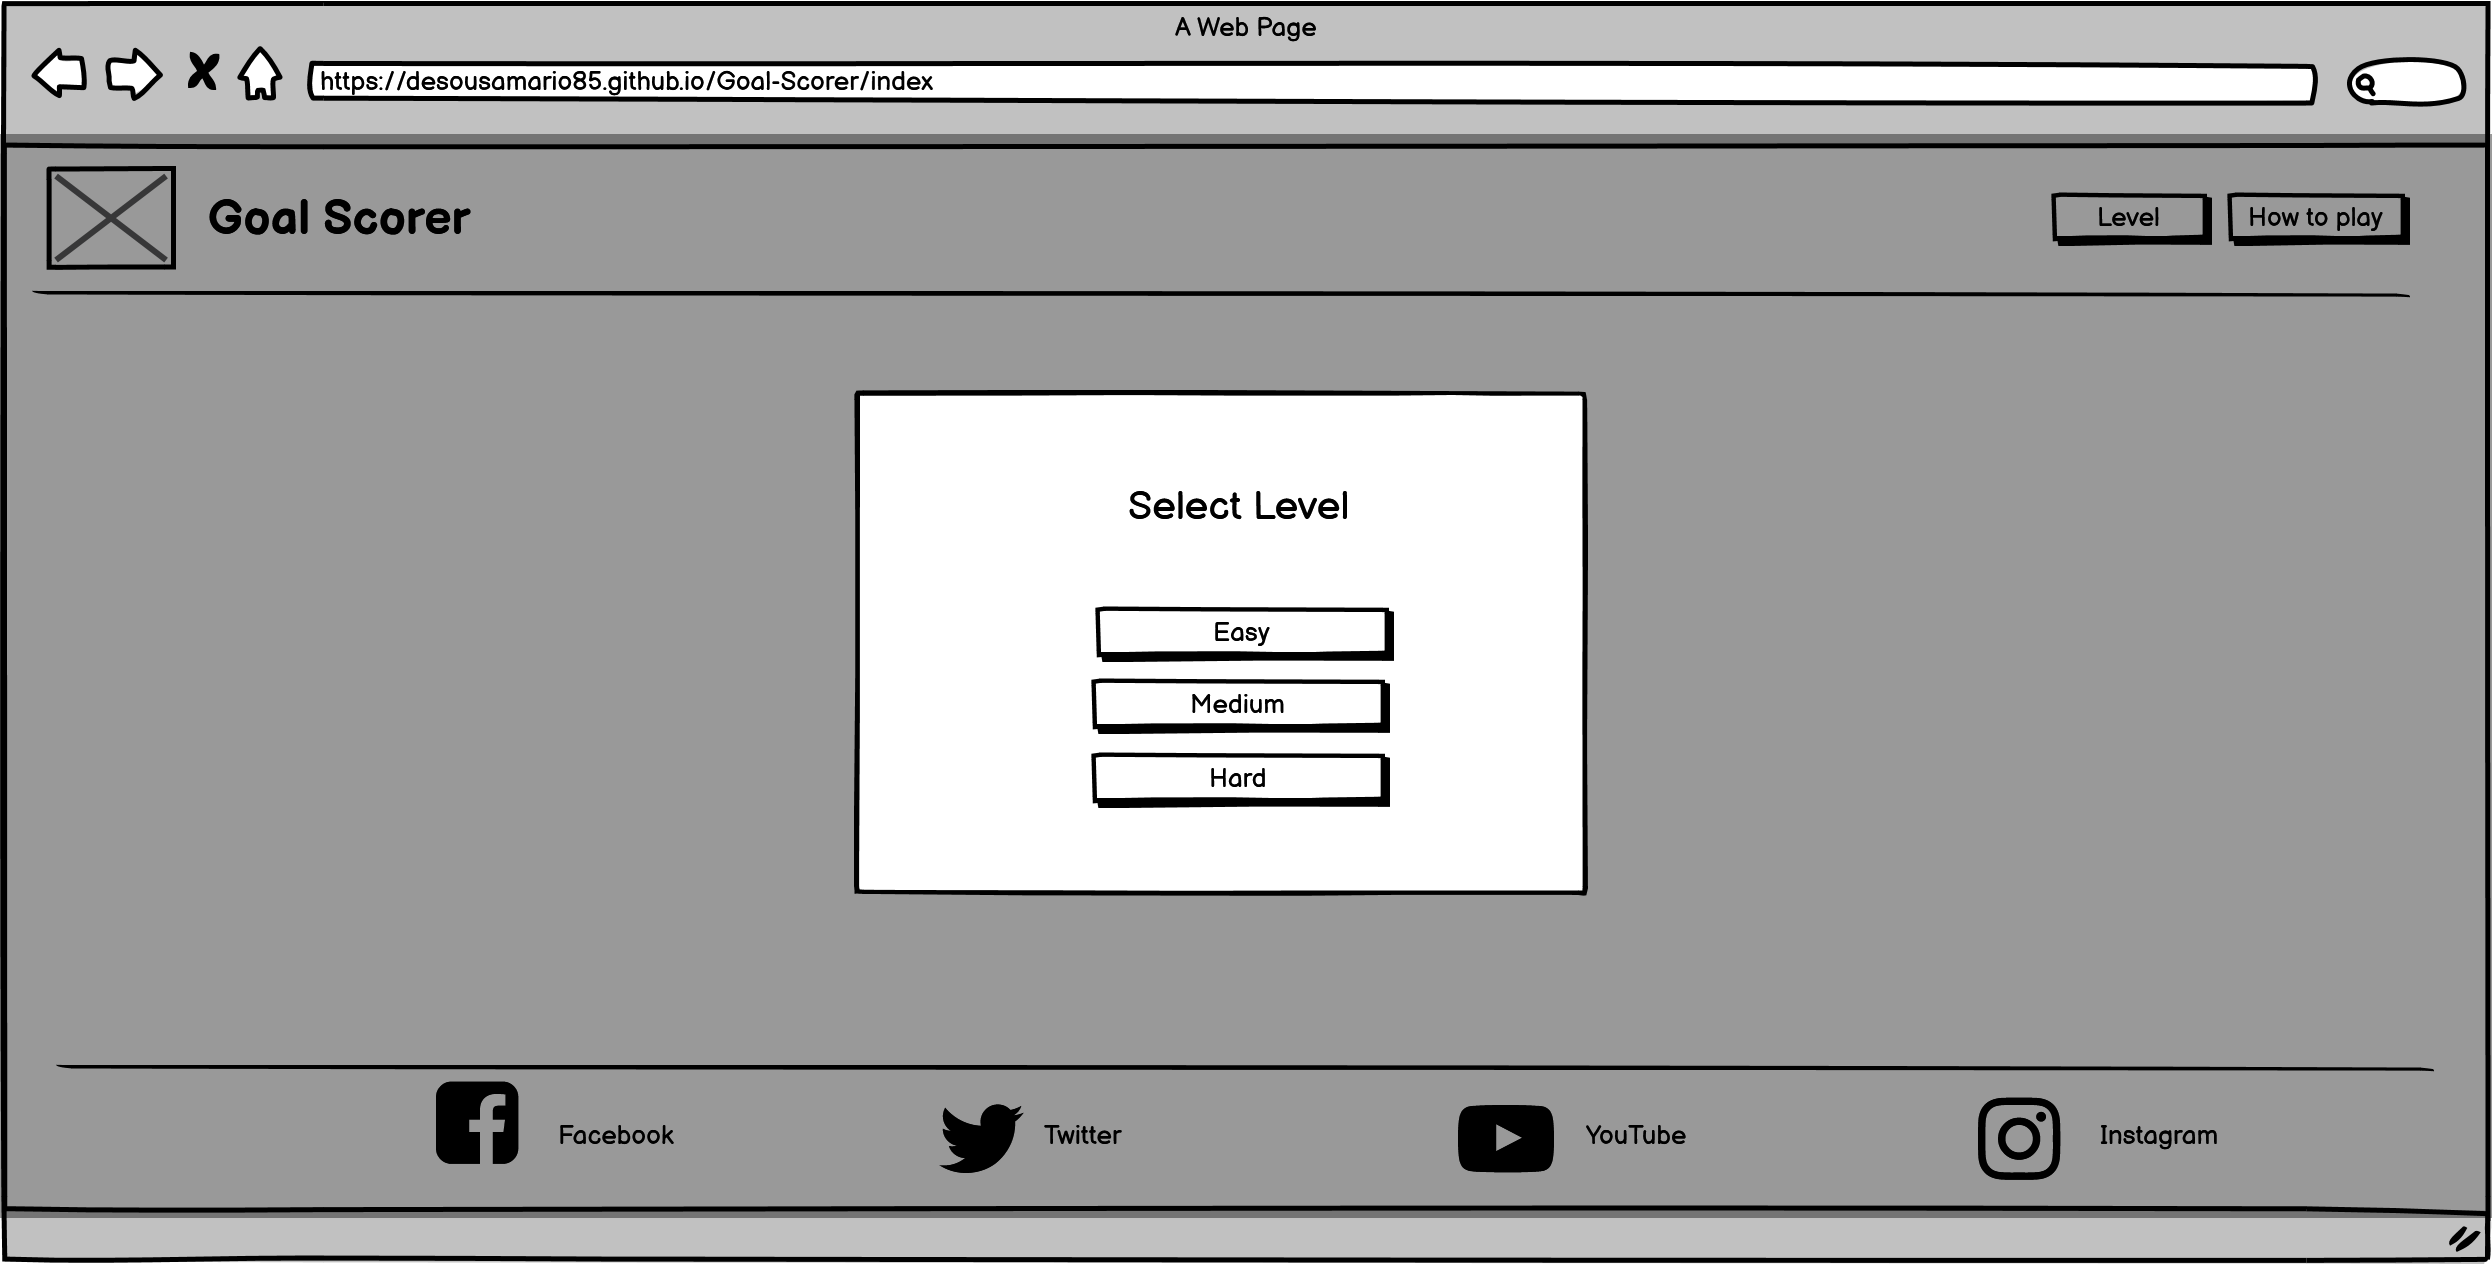 A Web Page
https://desousamario85.github.io/Goal-Scorer/index
Goal Scorer
Level
How to play
Select Level
Easy
Medium
Hard
Facebook
Twitter
YouTube
Instagram